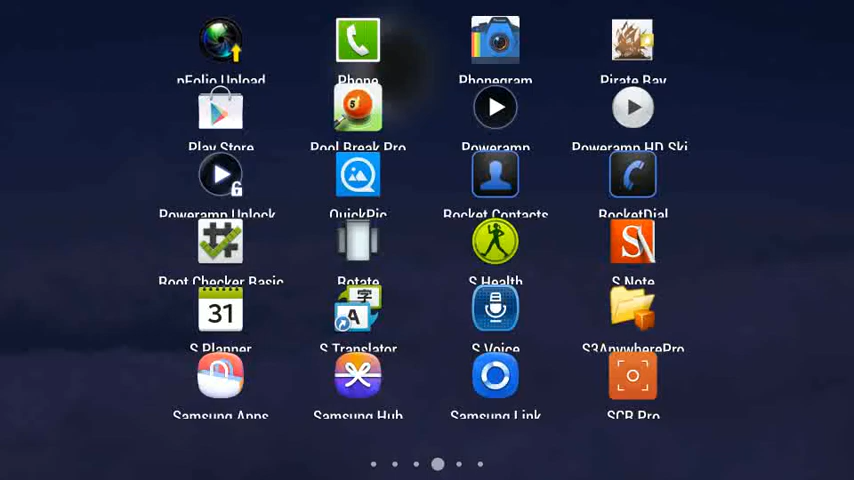 pFolio Upload Phone Phonegram Pirate Bay
5
Play Store Pool Break Pro Poweramp Poweramp HD Ski
Poweramp Unlock QuickPic Rocket Contacts RocketDial
Root Checker Basic Rotate S Health S Note
31 字 A
S Planner S Translator S Voice S3AnywherePro
Samsung Apps Samsung Hub Samsung Link SCR Pro